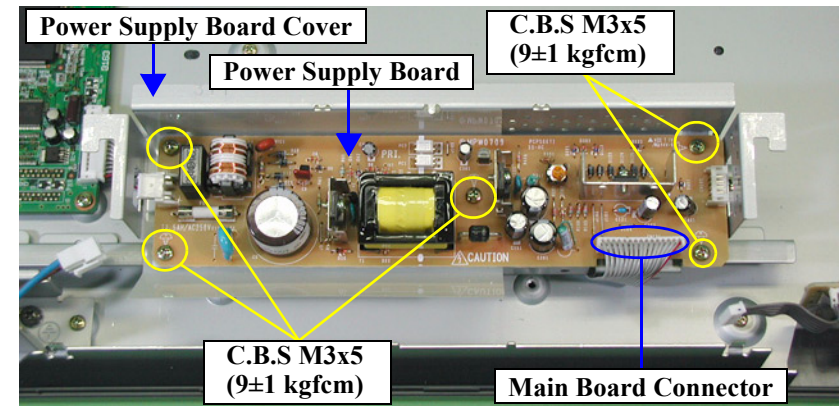 Power Supply Board Cover
C.B.S M3x5
(9±1 kgfcm)
Power Supply Board
PRI.
CAUTION
C.B.S M3x5
(9±1 kgfcm)
Main Board Connector